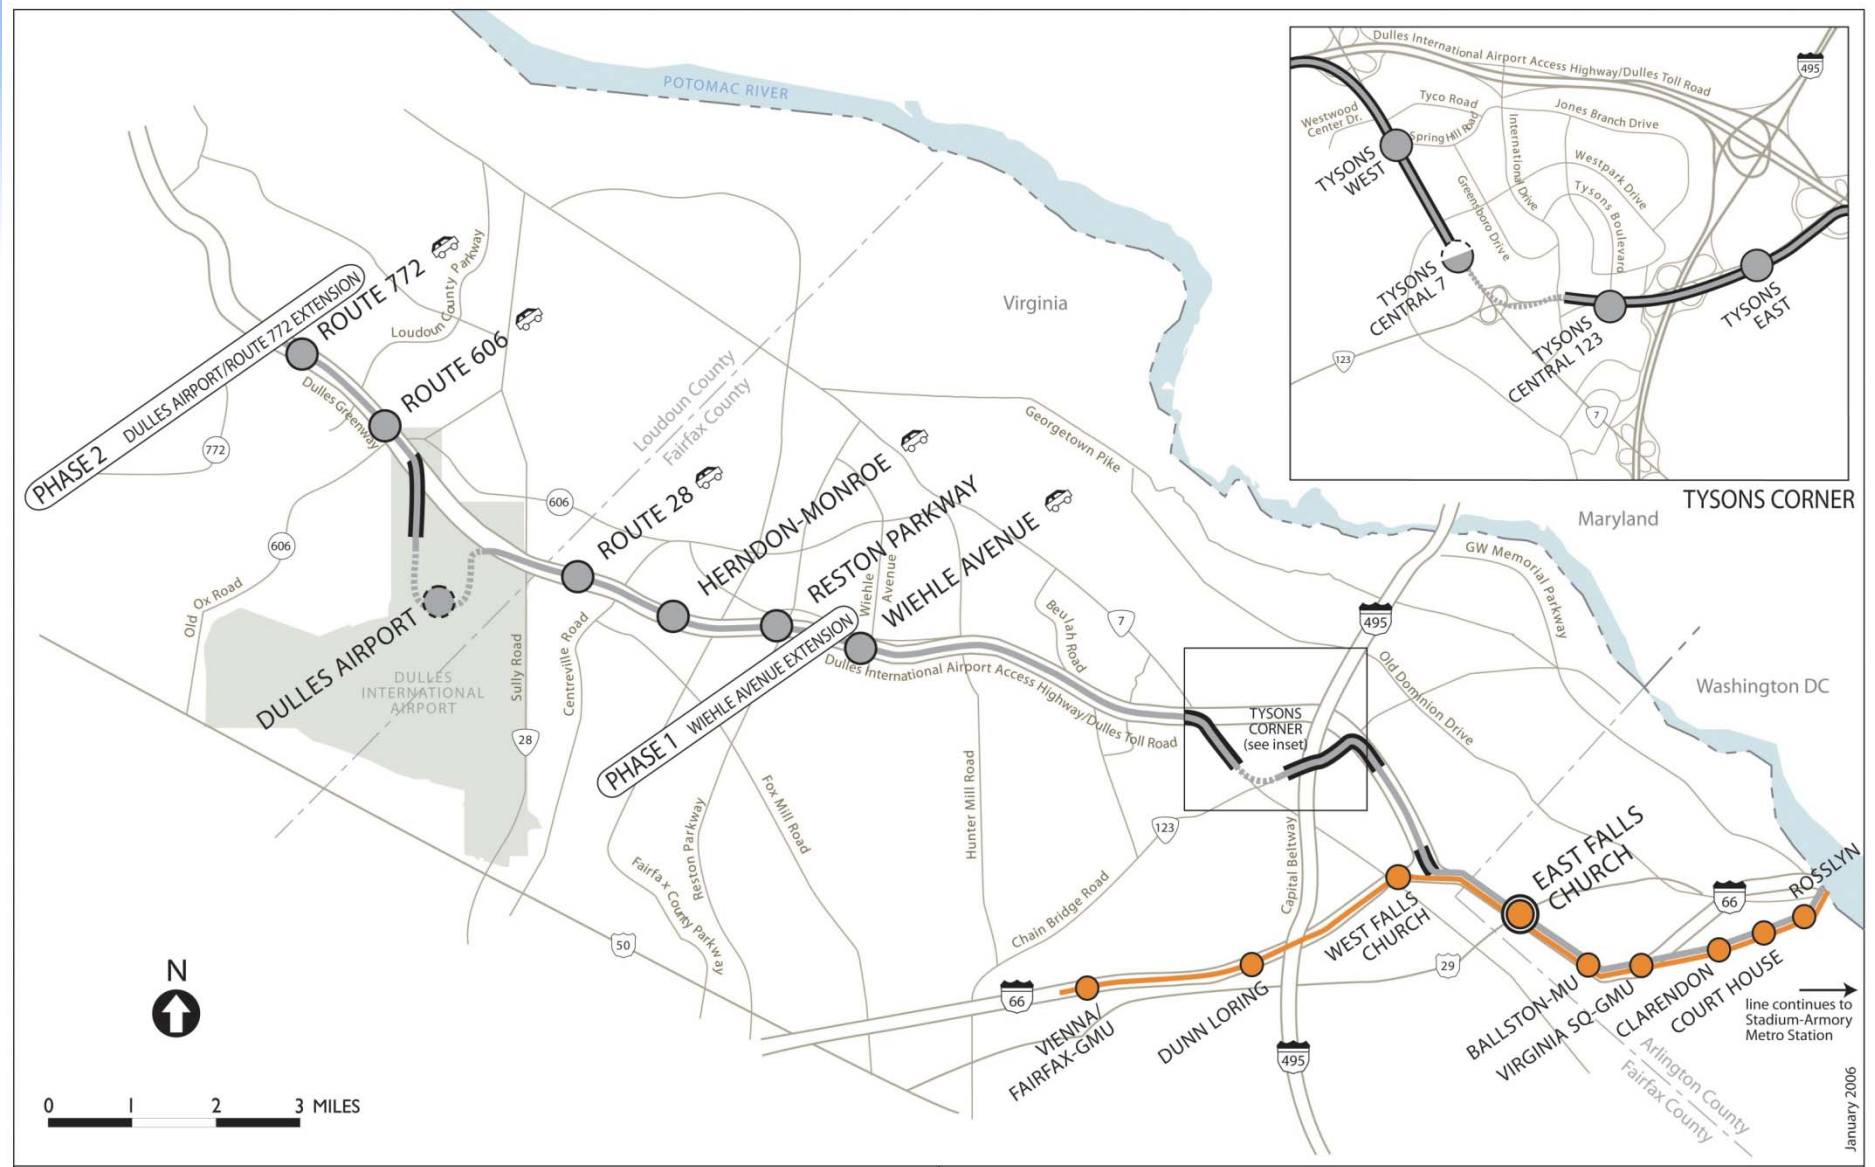 POTOMAC RIVER
Virginia
Maryland
Washington DC
Loudoun County
Fairfax County
Arlington County
Fairfax County
PHASE 2 DULLES AIRPORT/ROUTE 772 EXTENSION
ROUTE 772
ROUTE 606
Loudoun County Parkway
Dulles Greenway
772
606
606
Old Ox Road
DULLES AIRPORT
DULLES
INTERNATIONAL
AIRPORT
Sully Road
28
Centreville Road
ROUTE 28
HERNDON-MONROE
RESTON PARKWAY
Wiehle
Avenue
WIEHLE AVENUE
PHASE 1 WIEHLE AVENUE EXTENSION
Dulles International Airport Access Highway/Dulles Toll Road
Georgetown Pike
Beulah Road
7
Reston Parkway
Fairfax County Parkway
Fox Mill Road
Hunter Mill Road
50
123
Chain Bridge Road
Capital Beltway
495
TYSONS
CORNER
(see inset)
Old Dominion Drive
GW Memorial Parkway
66
VIENNA/
FAIRFAX-GMU
DUNN LORING
495
WEST FALLS
CHURCH
29
EAST FALLS
CHURCH
66
BALLSTON-MU
VIRGINIA SQ-GMU
CLARENDON
COURT HOUSE
ROSSLYN
line continues to
Stadium-Armory
Metro Station
January 2006
N
0 1 2 3 MILES
Dulles International Airport Access Highway/Dulles Toll Road
495
Westwood
Center Dr.
Tyco Road
Spring Hill Road
International Drive
Jones Branch Drive
Westpark Drive
Tysons Boulevard
Greensboro Drive
TYSONS
WEST
TYSONS
CENTRAL 7
TYSONS
CENTRAL 123
TYSONS
EAST
123
7
TYSONS CORNER